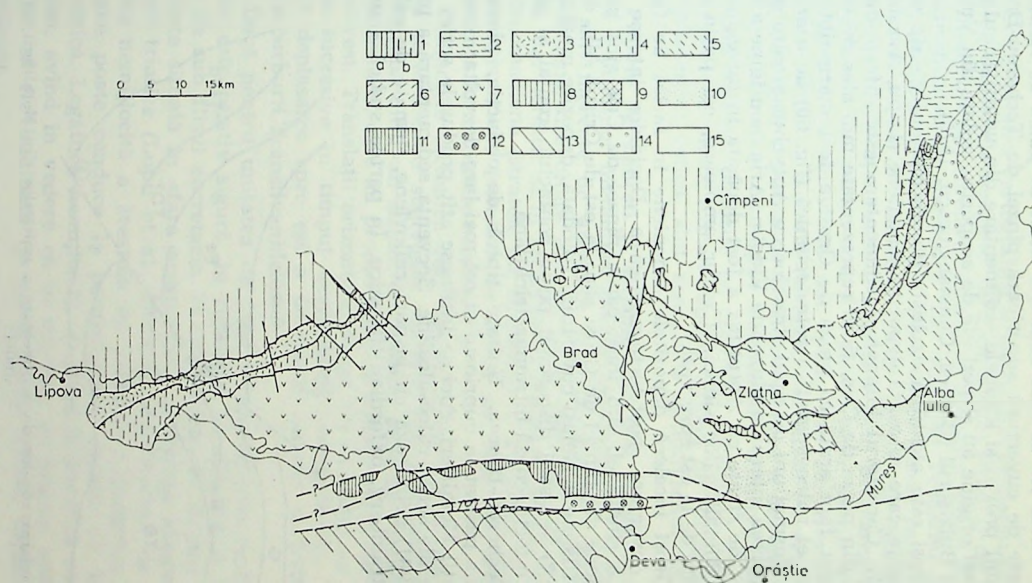 1 2 3 4 5
a b
0 5 10 15km
6 7 8 9 10
11 12 13 14 15
Cîmpeni
Brad
Lipova
Zlatna
Alba
Iulia
Mureș
?
?
Deva
Orăștie